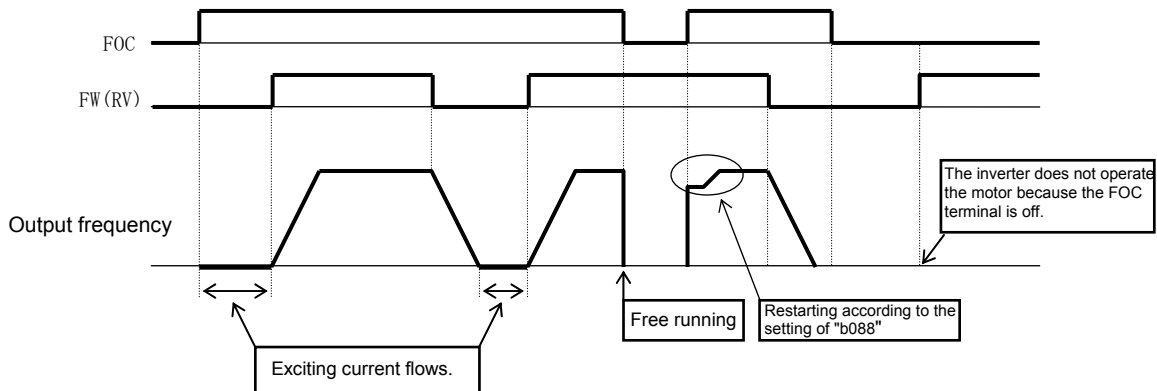 FOC
FW(RV)
Output frequency
The inverter does not operate
the motor because the FOC
terminal is off.
Free running
Restarting according to the
setting of "b088"
Exciting current flows.